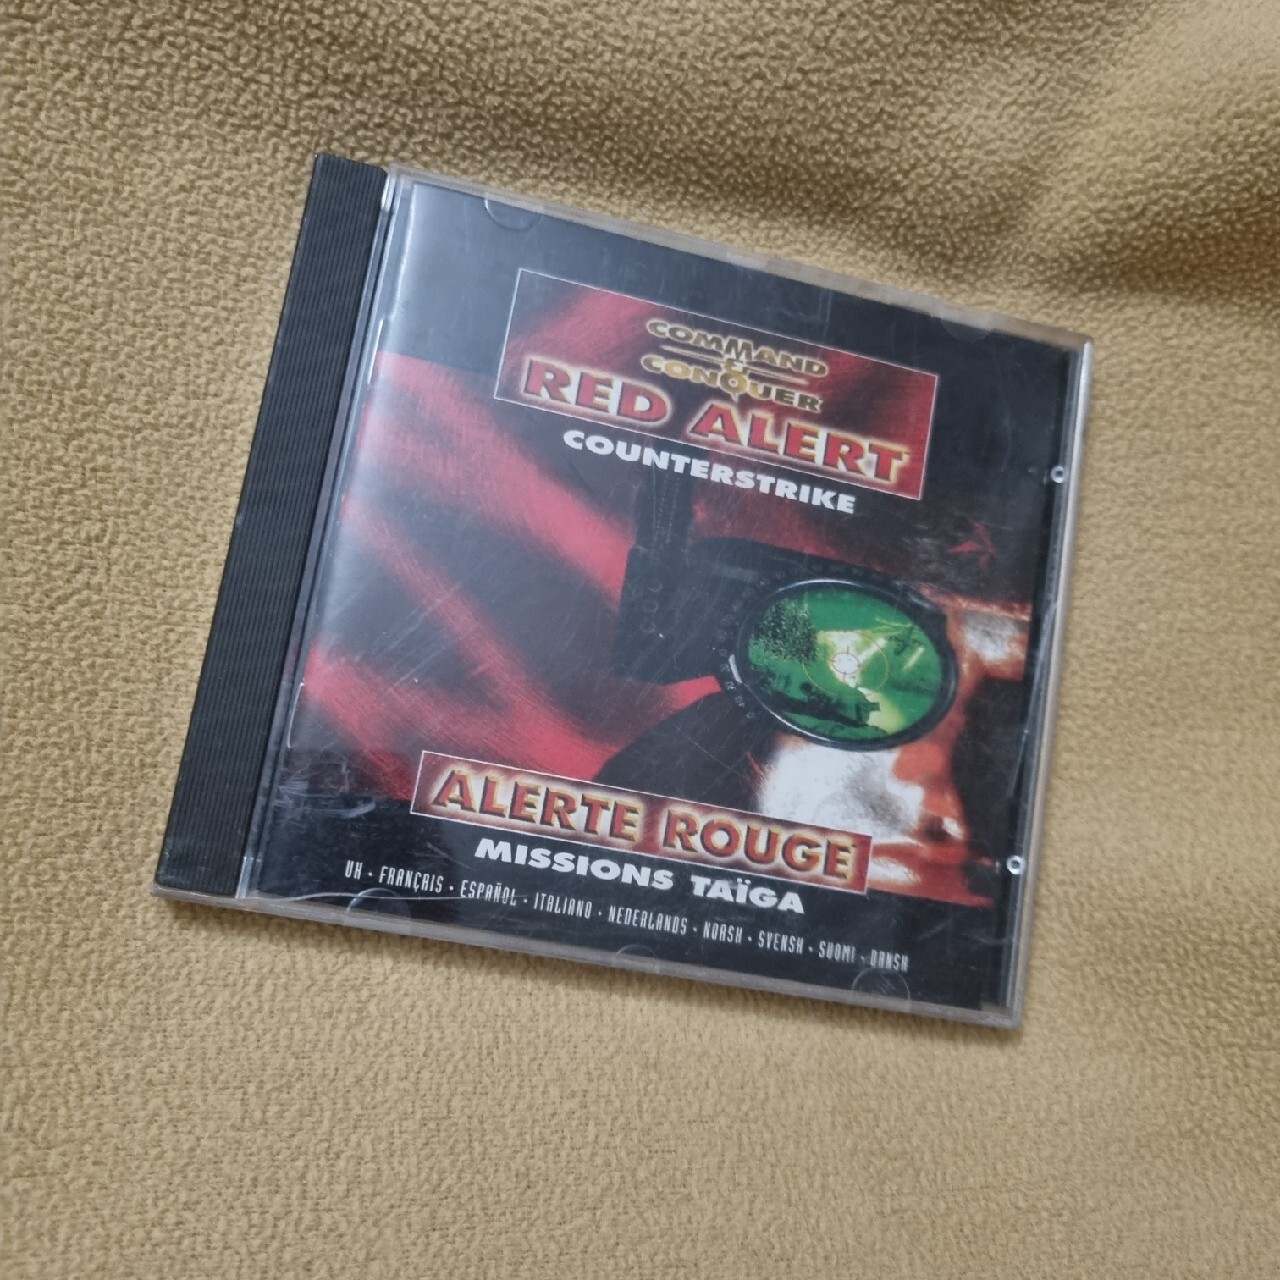 COMMAND
&
CONQUER
RED ALERT
COUNTERSTRIKE
ALERTE ROUGE
MISSIONS TAÏGA
UK • FRANÇAIS • ESPAÑOL • ITALIANO • NEDERLANDS • NORSK • SVENSK • SUOMI • DANSK